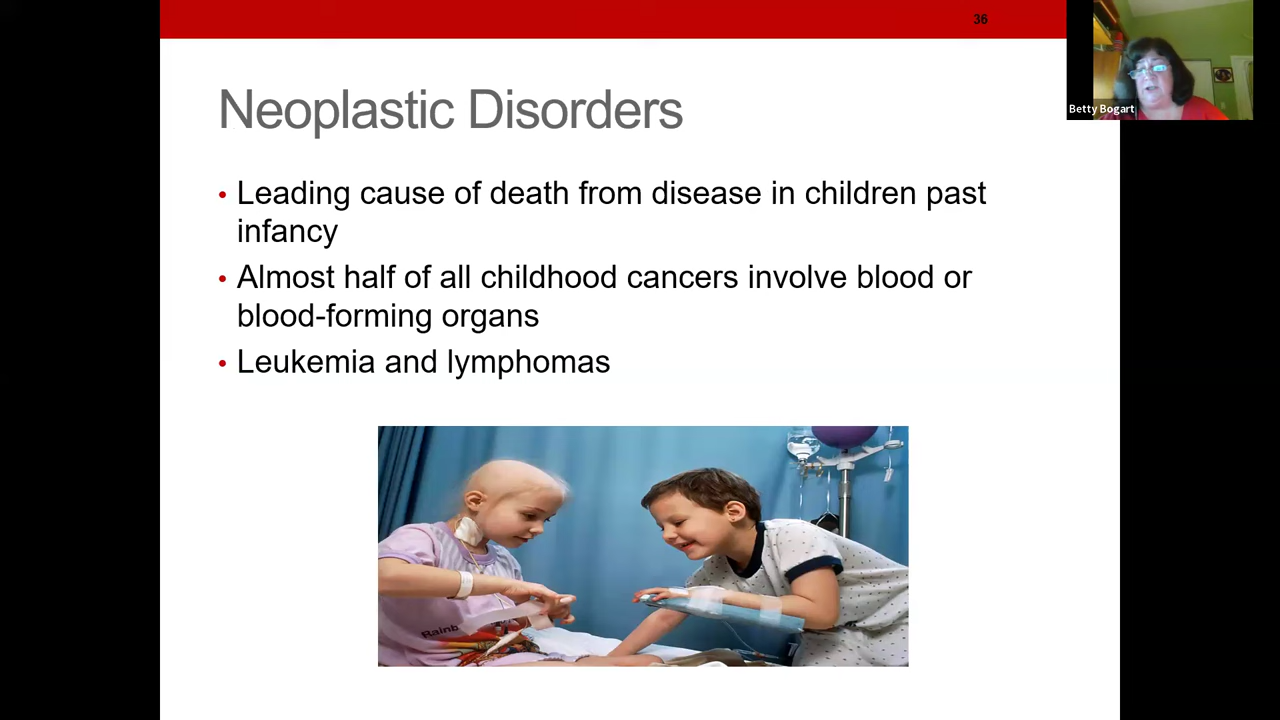 36
Betty Bogart
Neoplastic Disorders
• Leading cause of death from disease in children past
infancy
• Almost half of all childhood cancers involve blood or
blood-forming organs
• Leukemia and lymphomas
Rainb